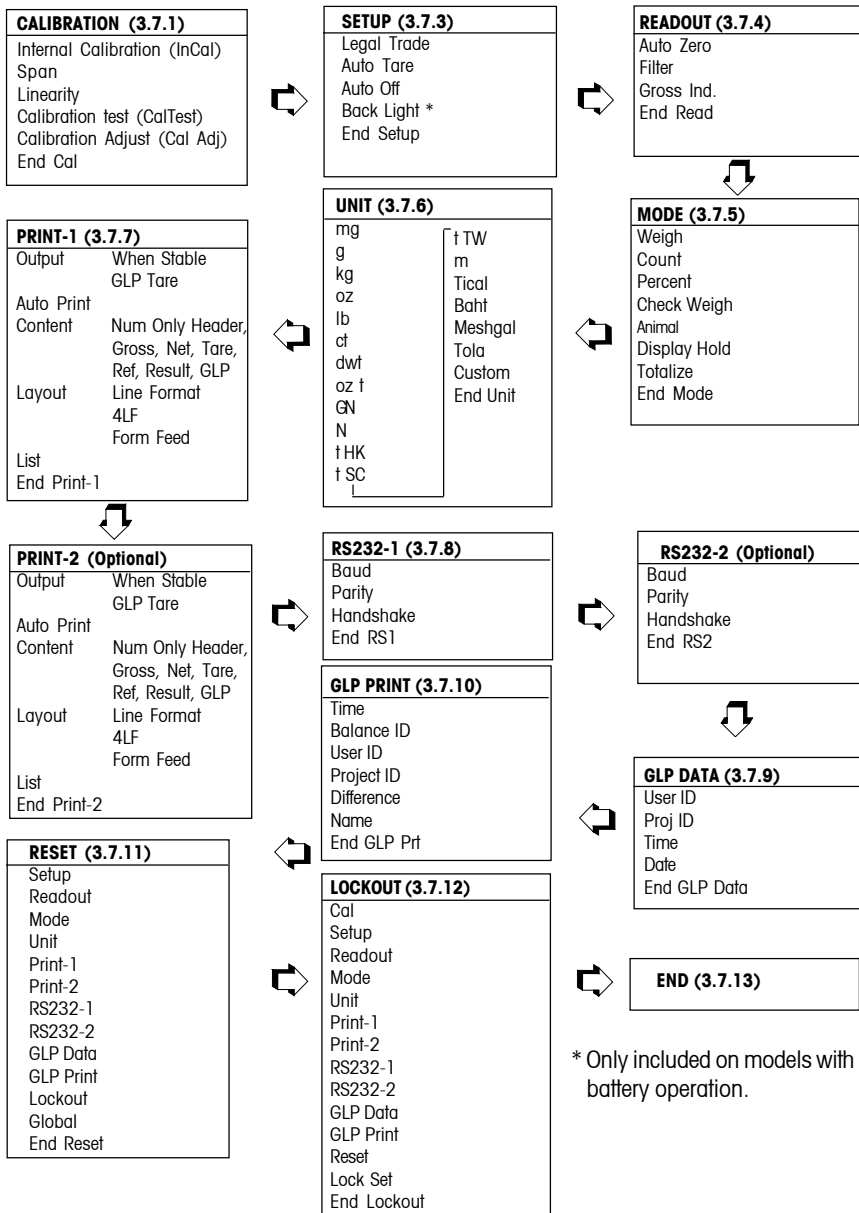 CALIBRATION (3.7.1)
Internal Calibration (InCal)
Span
Linearity
Calibration test (CalTest)
Calibration Adjust (Cal Adj)
End Cal
SETUP (3.7.3)
Legal Trade
Auto Tare
Auto Off
Back Light *
End Setup
READOUT (3.7.4)
Auto Zero
Filter
Gross Ind.
End Read
MODE (3.7.5)
Weigh
Count
Percent
Check Weigh
Animal
Display Hold
Totalize
End Mode
UNIT (3.7.6)
mg
g
kg
oz
lb
ct
dwt
oz t
GN
N
t HK
t SC
t TW
m
Tical
Baht
Meshgal
Tola
Custom
End Unit
PRINT-1 (3.7.7)
Output When Stable
GLP Tare
Auto Print
Content Num Only Header,
Gross, Net, Tare,
Ref, Result, GLP
Layout Line Format
4LF
Form Feed
List
End Print-1
PRINT-2 (Optional)
Output When Stable
GLP Tare
Auto Print
Content Num Only Header,
Gross, Net, Tare,
Ref, Result, GLP
Layout Line Format
4LF
Form Feed
List
End Print-2
RS232-1 (3.7.8)
Baud
Parity
Handshake
End RS1
RS232-2 (Optional)
Baud
Parity
Handshake
End RS2
GLP DATA (3.7.9)
User ID
Proj ID
Time
Date
End GLP Data
GLP PRINT (3.7.10)
Time
Balance ID
User ID
Project ID
Difference
Name
End GLP Prt
RESET (3.7.11)
Setup
Readout
Mode
Unit
Print-1
Print-2
RS232-1
RS232-2
GLP Data
GLP Print
Lockout
Global
End Reset
LOCKOUT (3.7.12)
Cal
Setup
Readout
Mode
Unit
Print-1
Print-2
RS232-1
RS232-2
GLP Data
GLP Print
Reset
Lock Set
End Lockout
END (3.7.13)
* Only included on models with
battery operation.